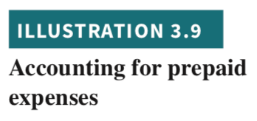 ILLUSTRATION 3.9
Accounting for prepaid
expenses